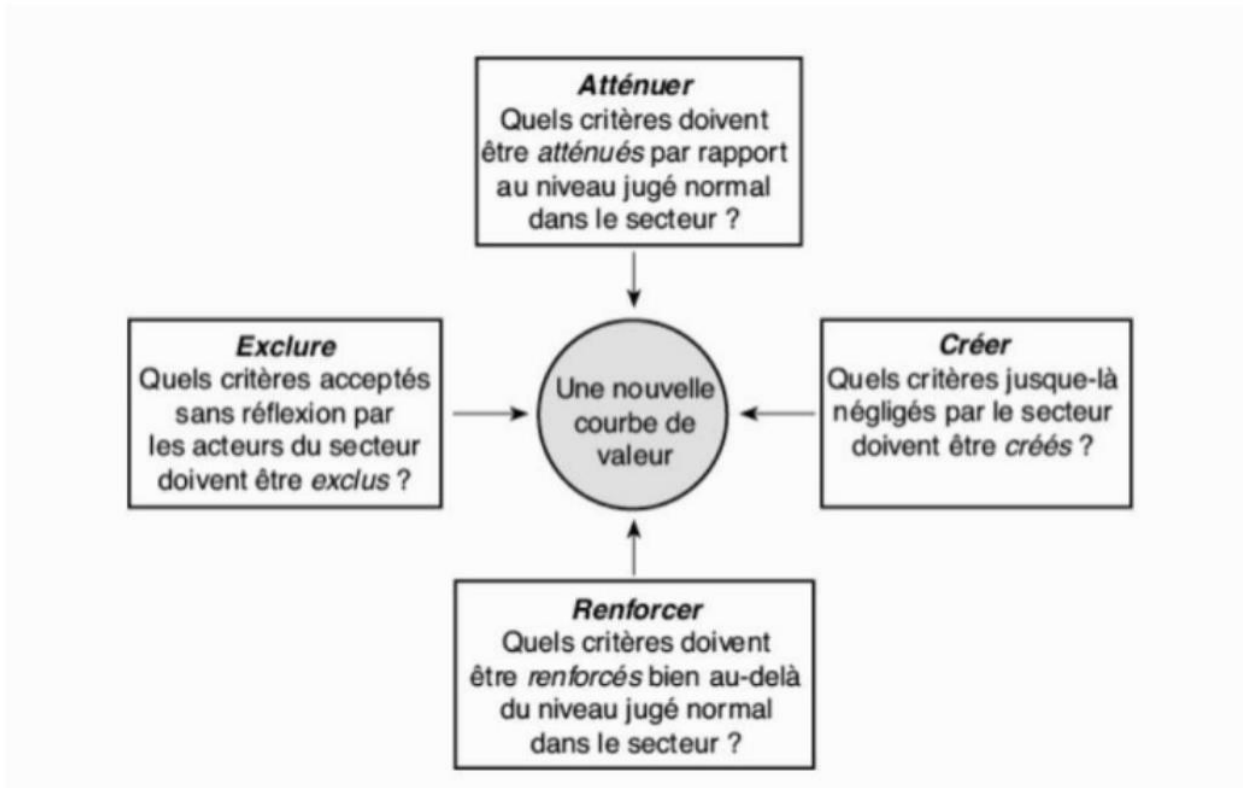 Atténuer
Quels critères doivent
être atténués par rapport
au niveau jugé normal
dans le secteur ?
Exclure
Quels critères acceptés
sans réflexion par
les acteurs du secteur
doivent être exclus ?
Une nouvelle
courbe de
valeur
Créer
Quels critères jusque-là
négligés par le secteur
doivent être créés ?
Renforcer
Quels critères doivent
être renforcés bien au-delà
du niveau jugé normal
dans le secteur ?